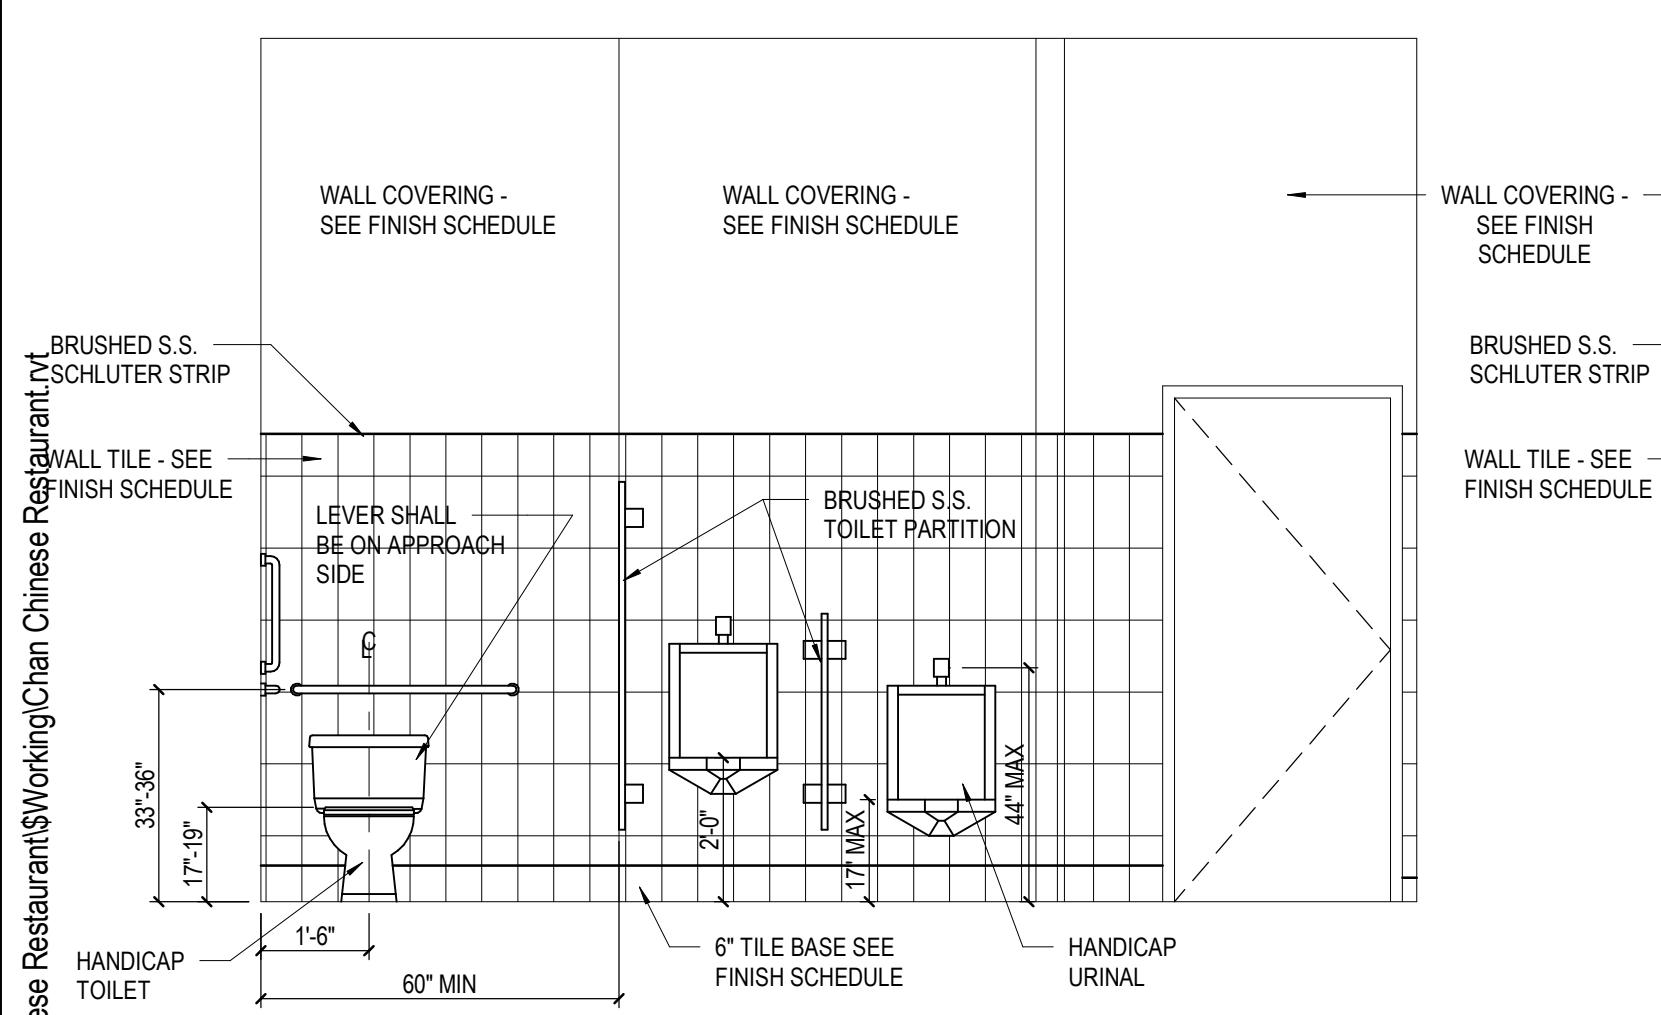 WALL COVERING -
SEE FINISH SCHEDULE
WALL COVERING -
SEE FINISH SCHEDULE
WALL COVERING -
SEE FINISH
SCHEDULE
BRUSHED S.S.
SCHLUTER STRIP
BRUSHED S.S.
SCHLUTER STRIP
WALL TILE - SEE
FINISH SCHEDULE
WALL TILE - SEE
FINISH SCHEDULE
LEVER SHALL
BE ON APPROACH
SIDE
BRUSHED S.S.
TOILET PARTITION
CL
33"-36"
17"-19"
2'-0"
17" MAX
44" MAX
1'-6"
60" MIN
HANDICAP
TOILET
6" TILE BASE SEE
FINISH SCHEDULE
HANDICAP
URINAL
ese Restaurant\$Working\Chan Chinese Restaurant.rvt